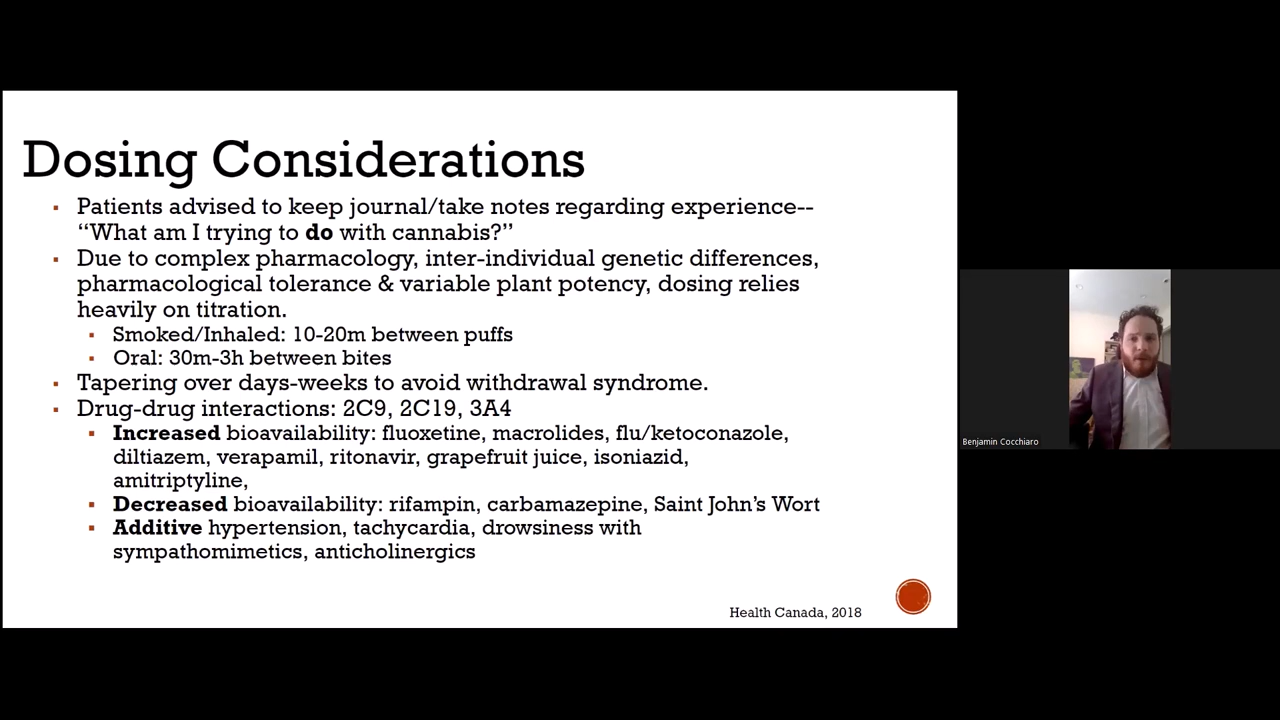 Dosing Considerations
▪ Patients advised to keep journal/take notes regarding experience--
“What am I trying to do with cannabis?”
▪ Due to complex pharmacology, inter-individual genetic differences,
pharmacological tolerance & variable plant potency, dosing relies
heavily on titration.
▪ Smoked/Inhaled: 10-20m between puffs
▪ Oral: 30m-3h between bites
▪ Tapering over days-weeks to avoid withdrawal syndrome.
▪ Drug-drug interactions: 2C9, 2C19, 3A4
▪ Increased bioavailability: fluoxetine, macrolides, flu/ketoconazole,
diltiazem, verapamil, ritonavir, grapefruit juice, isoniazid,
amitriptyline,
▪ Decreased bioavailability: rifampin, carbamazepine, Saint John’s Wort
▪ Additive hypertension, tachycardia, drowsiness with
sympathomimetics, anticholinergics
Health Canada, 2018
Benjamin Cocchiaro